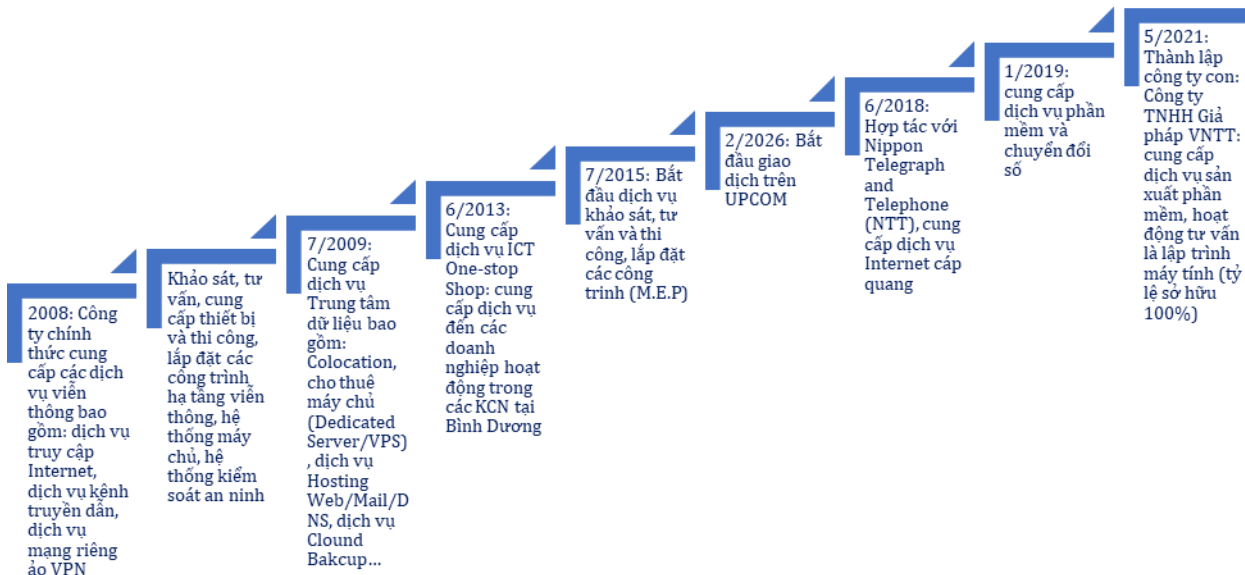 2008: Công
ty chính
thức cung
cấp các dịch
vụ viễn
thông bao
gồm: dịch vụ
truy cập
Internet,
dịch vụ kênh
truyền dẫn,
dịch vụ
mạng riêng
ảo VPN
Khảo sát, tư
vấn, cung
cấp thiết bị
và thi công,
lắp đặt các
công trình
hạ tầng viễn
thông, hệ
thống máy
chủ, hệ
thống kiểm
soát an ninh
7/2009:
Cung cấp
dịch vụ
Trung tâm
dữ liệu bao
gồm:
Colocation,
cho thuê
máy chủ
(Dedicated
Server/VPS)
, dịch vụ
Hosting
Web/Mail/D
NS, dịch vụ
Clound
Bakcup...
6/2013:
Cung cấp
dịch vụ ICT
One-stop
Shop: cung
cấp dịch vụ
đến các
doanh
nghiệp hoạt
động trong
các KCN tại
Bình Dương
7/2015: Bắt
đầu dịch vụ
khảo sát, tư
vấn và thi
công, lắp đặt
các công
trinh (M.E.P)
2/2026: Bắt
đầu giao
dịch trên
UPCOM
6/2018:
Hợp tác với
Nippon
Telegraph
and
Telephone
(NTT), cung
cấp dịch vụ
Internet cáp
quang
1/2019:
cung cấp
dịch vụ phần
mềm và
chuyển đổi
số
5/2021:
Thành lập
công ty con:
Công ty
TNHH Giả
pháp VNTT:
cung cấp
dịch vụ sản
xuất phần
mềm, hoạt
động tư vấn
là lập trình
máy tính (tỷ
lệ sở hữu
100%)